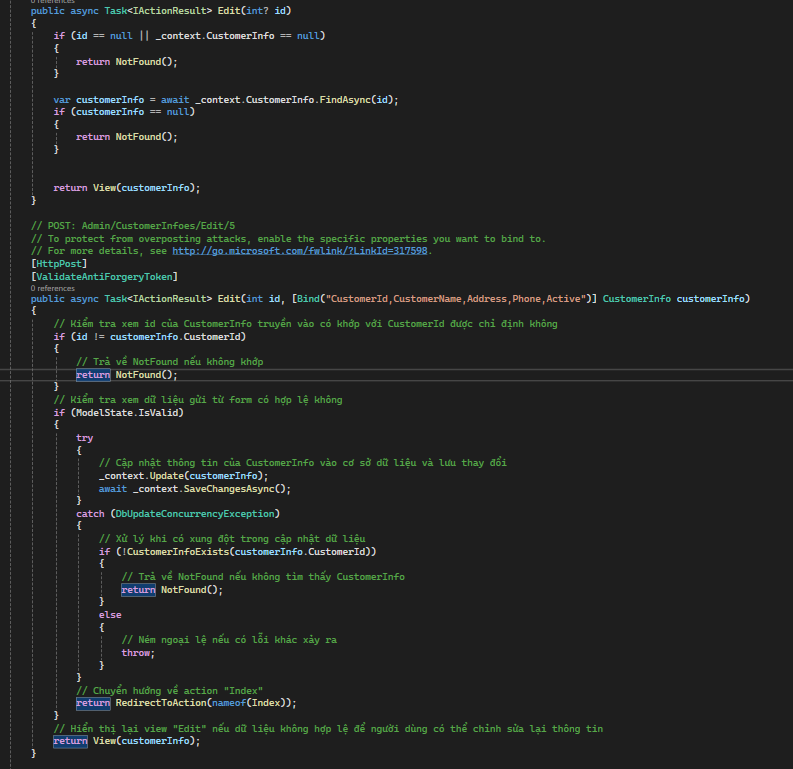 0 references
public async Task<IActionResult> Edit(int? id)
{
if (id == null || _context.CustomerInfo == null)
{
return NotFound();
}
var customerInfo = await _context.CustomerInfo.FindAsync(id);
if (customerInfo == null)
{
return NotFound();
}
return View(customerInfo);
}
// POST: Admin/CustomerInfoes/Edit/5
// To protect from overposting attacks, enable the specific properties you want to bind to.
// For more details, see http://go.microsoft.com/fwlink/?LinkId=317598.
[HttpPost]
[ValidateAntiForgeryToken]
0 references
public async Task<IActionResult> Edit(int id, [Bind("CustomerId,CustomerName,Address,Phone,Active")] CustomerInfo customerInfo)
{
// Kiểm tra xem id của CustomerInfo truyền vào có khớp với CustomerId được chỉ định không
if (id != customerInfo.CustomerId)
{
// Trả về NotFound nếu không khớp
return NotFound();
}
// Kiểm tra xem dữ liệu gửi từ form có hợp lệ không
if (ModelState.IsValid)
{
try
{
// Cập nhật thông tin của CustomerInfo vào cơ sở dữ liệu và lưu thay đổi
_context.Update(customerInfo);
await _context.SaveChangesAsync();
}
catch (DbUpdateConcurrencyException)
{
// Xử lý khi có xung đột trong cập nhật dữ liệu
if (!CustomerInfoExists(customerInfo.CustomerId))
{
// Trả về NotFound nếu không tìm thấy CustomerInfo
return NotFound();
}
else
{
// Ném ngoại lệ nếu có lỗi khác xảy ra
throw;
}
}
// Chuyển hướng về action "Index"
return RedirectToAction(nameof(Index));
}
// Hiển thị lại view "Edit" nếu dữ liệu không hợp lệ để người dùng có thể chỉnh sửa lại thông tin
return View(customerInfo);
}